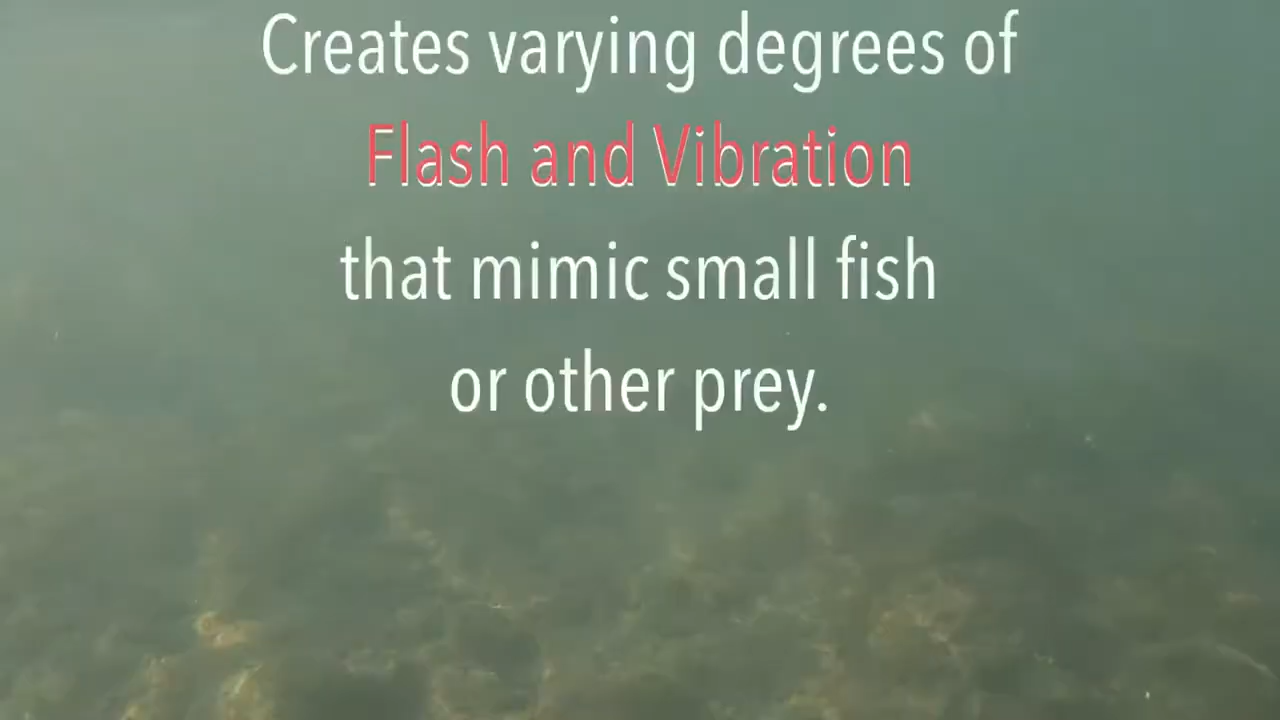 Creates varying degrees of
Flash and Vibration
that mimic small fish
or other prey.